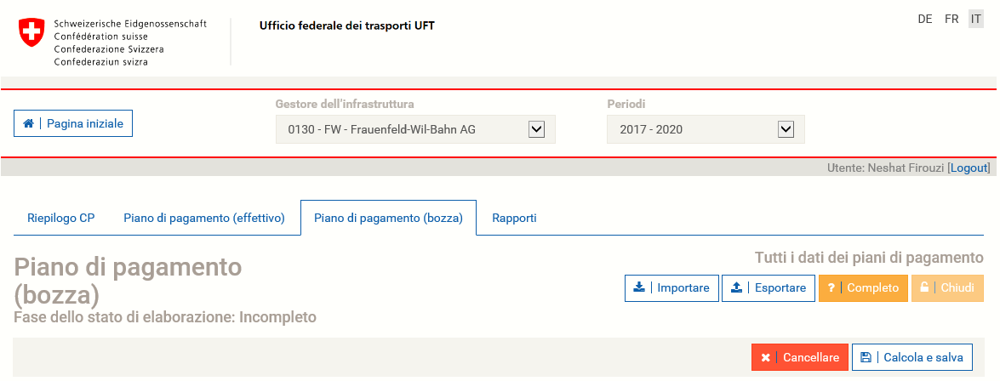 Schweizerische Eidgenossenschaft
Confédération suisse
Confederazione Svizzera
Confederaziun svizra
Ufficio federale dei trasporti UFT
DE FR IT
Pagina iniziale
Gestore dell'infrastruttura
0130 - FW - Frauenfeld-Wil-Bahn AG
Periodi
2017 - 2020
Utente: Neshat Firouzi [Logout]
Riepilogo CP Piano di pagamento (effettivo) Piano di pagamento (bozza) Rapporti
Piano di pagamento
(bozza)
Fase dello stato di elaborazione: Incompleto
Tutti i dati dei piani di pagamento
Importare Esportare ? Completo Chiudi
Cancellare Calcola e salva